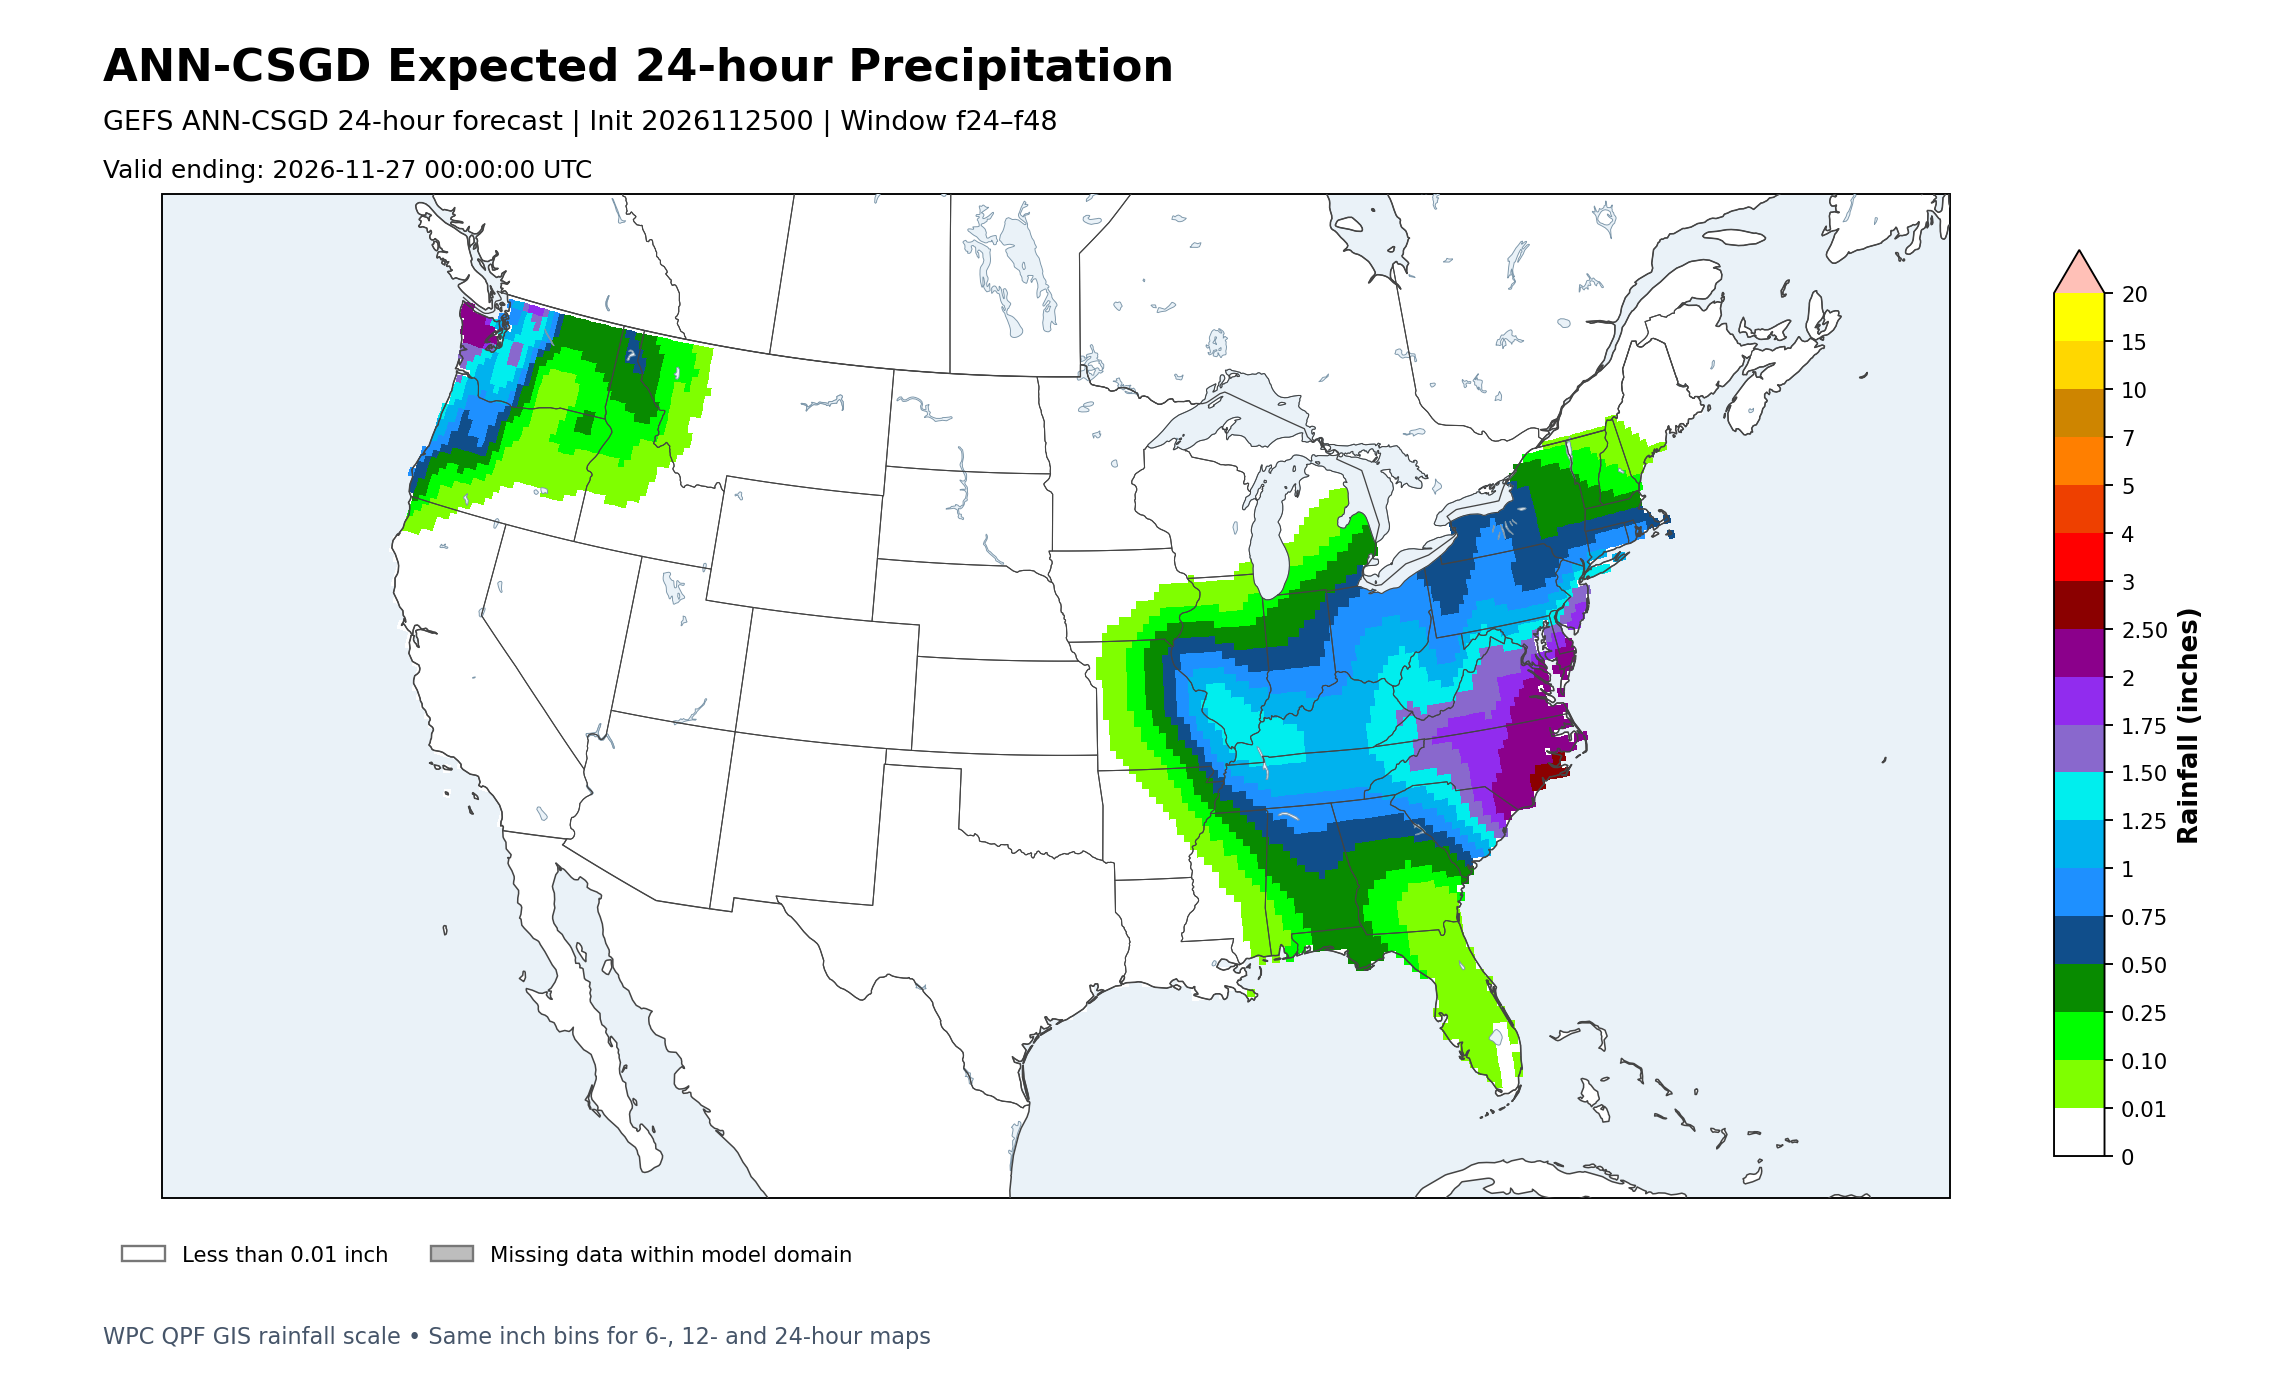 ANN-CSGD Expected 24-hour Precipitation
GEFS ANN-CSGD 24-hour forecast | Init 2026112500 | Window f24–f48
Valid ending: 2026-11-27 00:00:00 UTC
20
15
10
7
5
4
3
2.50
2
1.75
1.50
1.25
1
0.75
0.50
0.25
0.10
0.01
0
Rainfall (inches)
Less than 0.01 inch
Missing data within model domain
WPC QPF GIS rainfall scale • Same inch bins for 6-, 12- and 24-hour maps